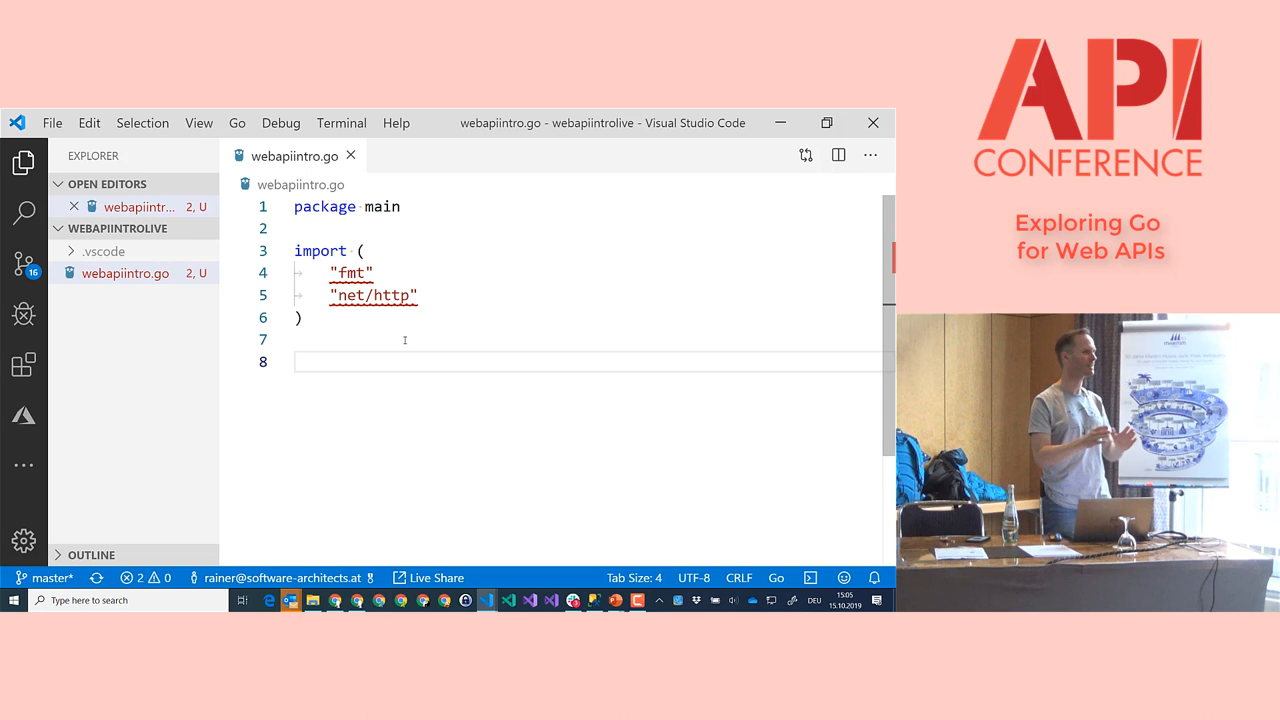 File Edit Selection View Go Debug Terminal Help
webapiintro.go - webapiintrolive - Visual Studio Code
EXPLORER
OPEN EDITORS
webapiintr... 2, U
WEBAPIINTROLIVE
.vscode
webapiintro.go 2, U
OUTLINE
16
webapiintro.go
webapiintro.go
1 package main
2
3 import (
4 "fmt"
5 "net/http"
6 )
7
8
master* 2 0 rainer@software-architects.at Live Share Tab Size: 4 UTF-8 CRLF Go
Type here to search
DEU
15:05
15.10.2019
API
CONFERENCE
Exploring Go
for Web APIs